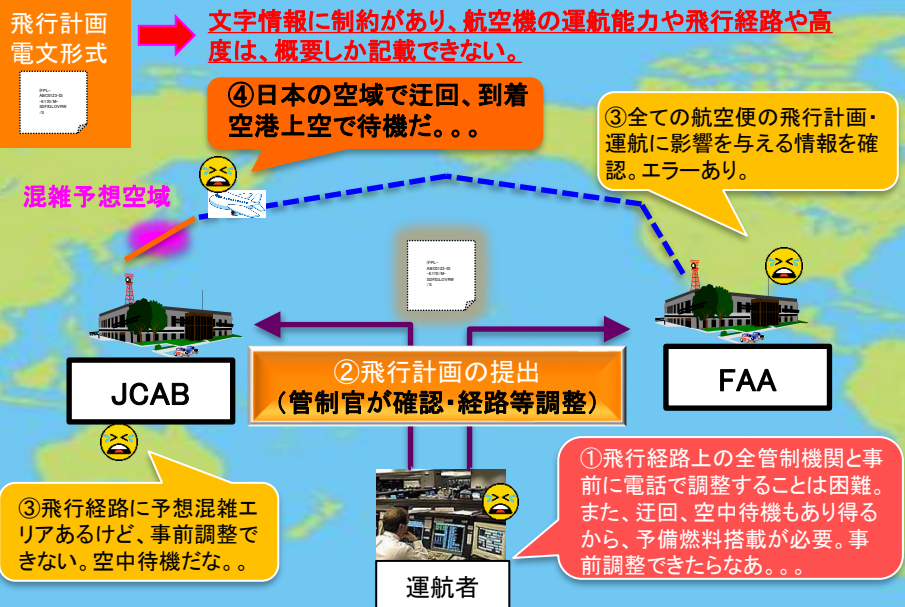 飛行計画
電文形式
文字情報に制約があり、航空機の運航能力や飛行経路や高
度は、概要しか記載できない。
④日本の空域で迂回、到着
空港上空で待機だ。。。
③全ての航空便の飛行計画・
運航に影響を与える情報を確
認。エラーあり。
混雑予想空域
JCAB
②飛行計画の提出
（管制官が確認・経路等調整）
FAA
③飛行経路に予想混雑エ
リアあるけど、事前調整で
きない。空中待機だな。。
①飛行経路上の全管制機関と事
前に電話で調整することは困難。
また、迂回、空中待機もあり得る
から、予備燃料搭載が必要。事
前調整できたらなあ。。。
運航者